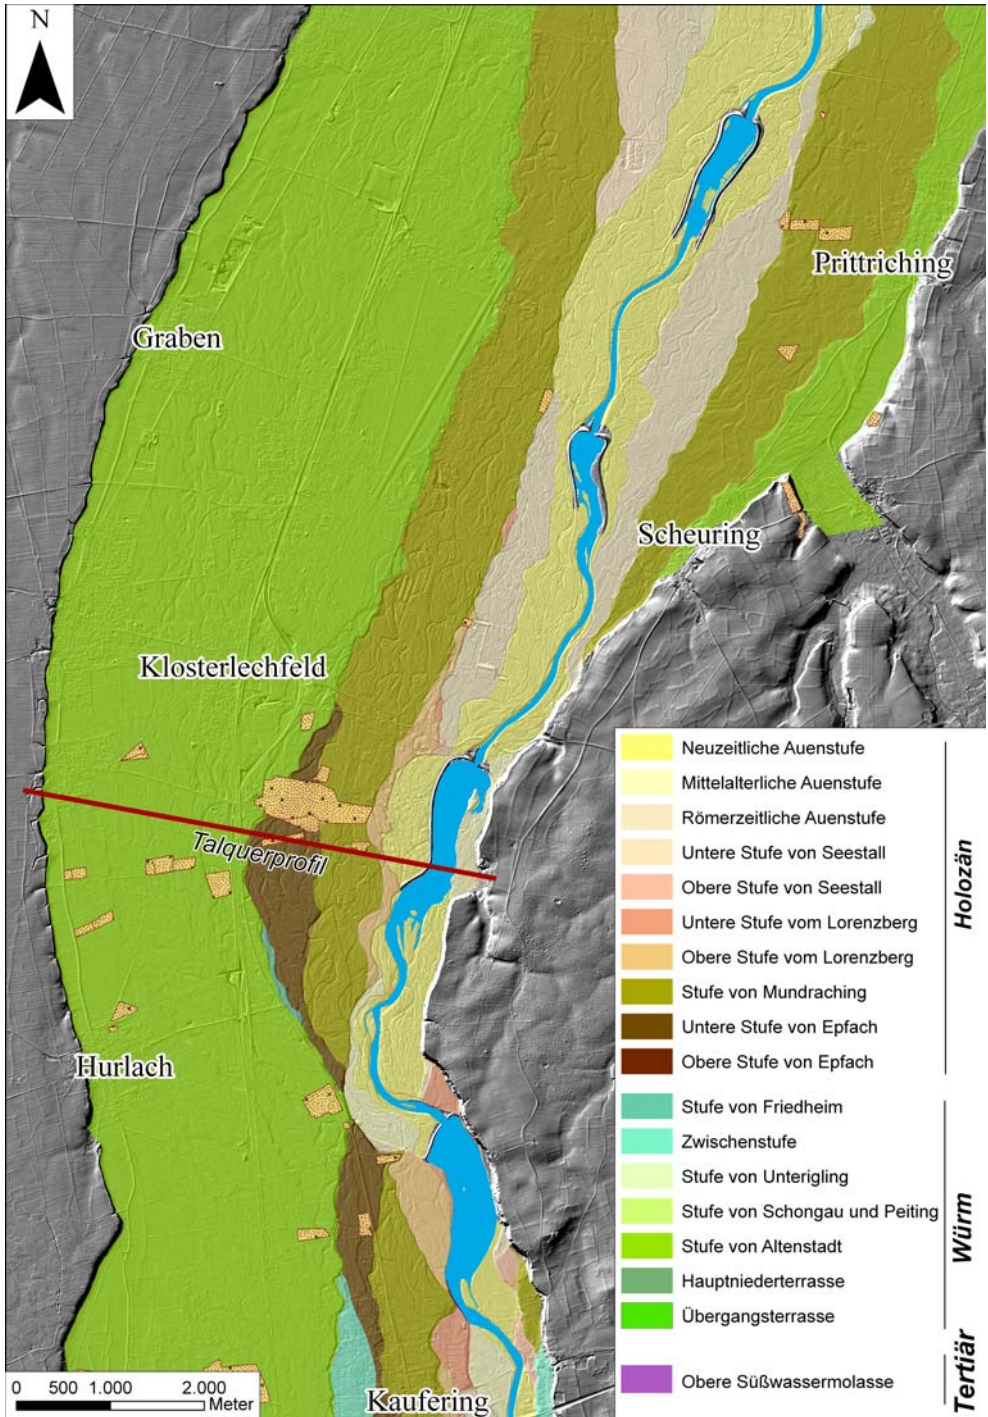 N
Prittriching
Graben
Scheuring
Klosterlechfeld
Talquerprofil
Hurlach
Kaufering
0 500 1.000 2.000
Meter
Neuzeitliche Auenstufe
Mittelalterliche Auenstufe
Römerzeitliche Auenstufe
Untere Stufe von Seestall
Obere Stufe von Seestall
Untere Stufe vom Lorenzberg
Obere Stufe vom Lorenzberg
Stufe von Mundraching
Untere Stufe von Epfach
Obere Stufe von Epfach
Holozän
Stufe von Friedheim
Zwischenstufe
Stufe von Unterigling
Stufe von Schongau und Peiting
Stufe von Altenstadt
Hauptniederterrasse
Übergangsterrasse
Würm
Obere Süßwassermolasse
Tertiär